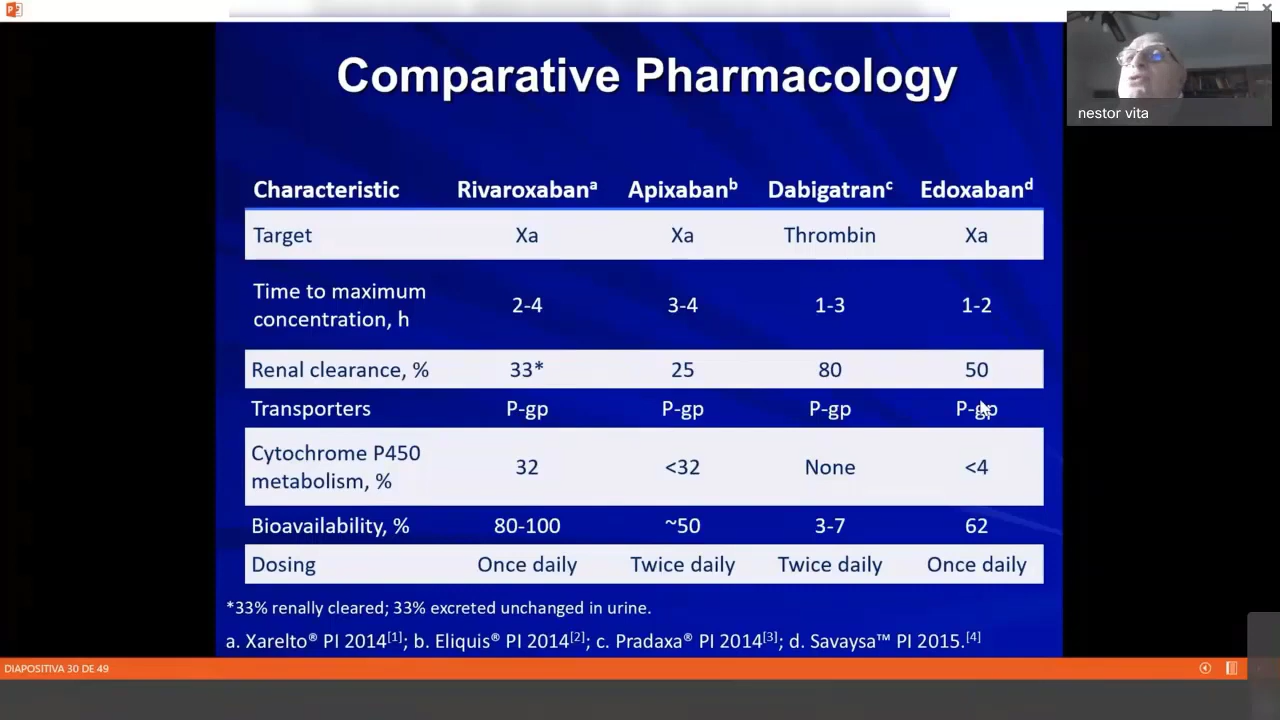 Comparative Pharmacology
nestor vita
Characteristic Rivaroxabanᵃ Apixabanᵇ Dabigatranᶜ Edoxabanᵈ
Target Xa Xa Thrombin Xa
Time to maximum
concentration, h 2-4 3-4 1-3 1-2
Renal clearance, % 33* 25 80 50
Transporters P-gp P-gp P-gp P-gp
Cytochrome P450
metabolism, % 32 <32 None <4
Bioavailability, % 80-100 ~50 3-7 62
Dosing Once daily Twice daily Twice daily Once daily
*33% renally cleared; 33% excreted unchanged in urine.
a. Xarelto® PI 2014[1]; b. Eliquis® PI 2014[2]; c. Pradaxa® PI 2014[3]; d. Savaysa™ PI 2015.[4]
DIAPOSITIVA 30 DE 49